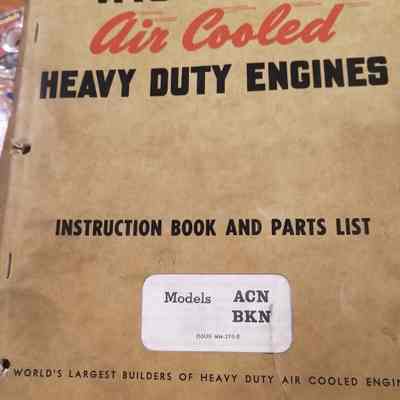 Air Cooled
HEAVY DUTY ENGINES
INSTRUCTION BOOK AND PARTS LIST
Models ACN
BKN
WORLD'S LARGEST BUILDERS OF HEAVY DUTY AIR COOLED ENGIN